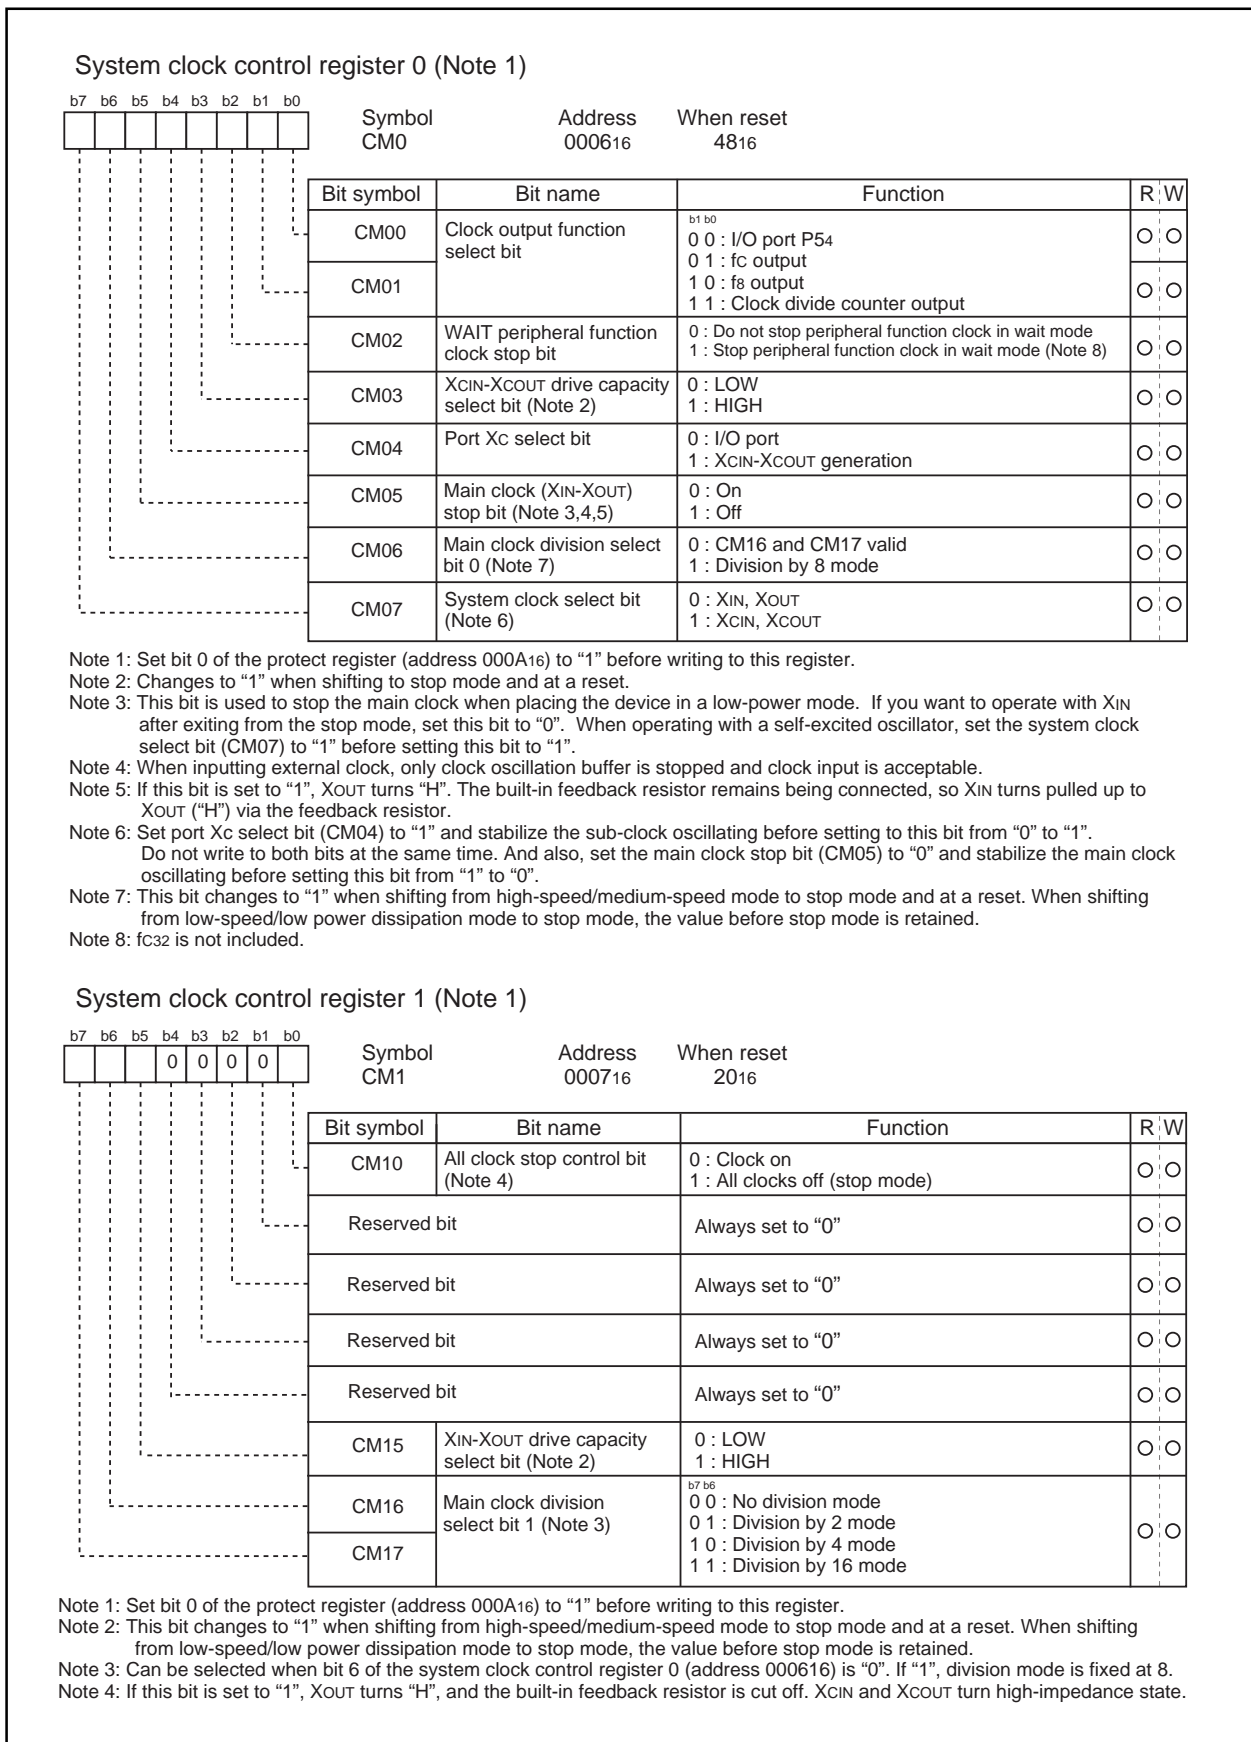 System clock control register 0 (Note 1)
b7 b6 b5 b4 b3 b2 b1 b0
Symbol Address When reset
CM0 000616 4816
Bit symbol Bit name Function R W
CM00 Clock output function select bit
b1 b0
0 0 : I/O port P54
0 1 : fC output
1 0 : f8 output
1 1 : Clock divide counter output
CM01
CM02 WAIT peripheral function clock stop bit
0 : Do not stop peripheral function clock in wait mode
1 : Stop peripheral function clock in wait mode (Note 8)
CM03 XCIN-XCOUT drive capacity select bit (Note 2)
0 : LOW
1 : HIGH
CM04 Port XC select bit
0 : I/O port
1 : XCIN-XCOUT generation
CM05 Main clock (XIN-XOUT) stop bit (Note 3,4,5)
0 : On
1 : Off
CM06 Main clock division select bit 0 (Note 7)
0 : CM16 and CM17 valid
1 : Division by 8 mode
CM07 System clock select bit (Note 6)
0 : XIN, XOUT
1 : XCIN, XCOUT
Note 1: Set bit 0 of the protect register (address 000A16) to “1” before writing to this register.
Note 2: Changes to “1” when shifting to stop mode and at a reset.
Note 3: This bit is used to stop the main clock when placing the device in a low-power mode. If you want to operate with XIN
after exiting from the stop mode, set this bit to “0”. When operating with a self-excited oscillator, set the system clock
select bit (CM07) to “1” before setting this bit to “1”.
Note 4: When inputting external clock, only clock oscillation buffer is stopped and clock input is acceptable.
Note 5: If this bit is set to “1”, XOUT turns “H”. The built-in feedback resistor remains being connected, so XIN turns pulled up to
XOUT (“H”) via the feedback resistor.
Note 6: Set port Xc select bit (CM04) to “1” and stabilize the sub-clock oscillating before setting to this bit from “0” to “1”.
Do not write to both bits at the same time. And also, set the main clock stop bit (CM05) to “0” and stabilize the main clock
oscillating before setting this bit from “1” to “0”.
Note 7: This bit changes to “1” when shifting from high-speed/medium-speed mode to stop mode and at a reset. When shifting
from low-speed/low power dissipation mode to stop mode, the value before stop mode is retained.
Note 8: fC32 is not included.
System clock control register 1 (Note 1)
b7 b6 b5 b4 b3 b2 b1 b0
0 0 0 0
Symbol Address When reset
CM1 000716 2016
Bit symbol Bit name Function R W
CM10 All clock stop control bit (Note 4)
0 : Clock on
1 : All clocks off (stop mode)
Reserved bit Always set to “0”
Reserved bit Always set to “0”
Reserved bit Always set to “0”
Reserved bit Always set to “0”
CM15 XIN-XOUT drive capacity select bit (Note 2)
0 : LOW
1 : HIGH
CM16 Main clock division select bit 1 (Note 3)
b7 b6
0 0 : No division mode
0 1 : Division by 2 mode
1 0 : Division by 4 mode
1 1 : Division by 16 mode
CM17
Note 1: Set bit 0 of the protect register (address 000A16) to “1” before writing to this register.
Note 2: This bit changes to “1” when shifting from high-speed/medium-speed mode to stop mode and at a reset. When shifting
from low-speed/low power dissipation mode to stop mode, the value before stop mode is retained.
Note 3: Can be selected when bit 6 of the system clock control register 0 (address 000616) is “0”. If “1”, division mode is fixed at 8.
Note 4: If this bit is set to “1”, XOUT turns “H”, and the built-in feedback resistor is cut off. XCIN and XCOUT turn high-impedance state.